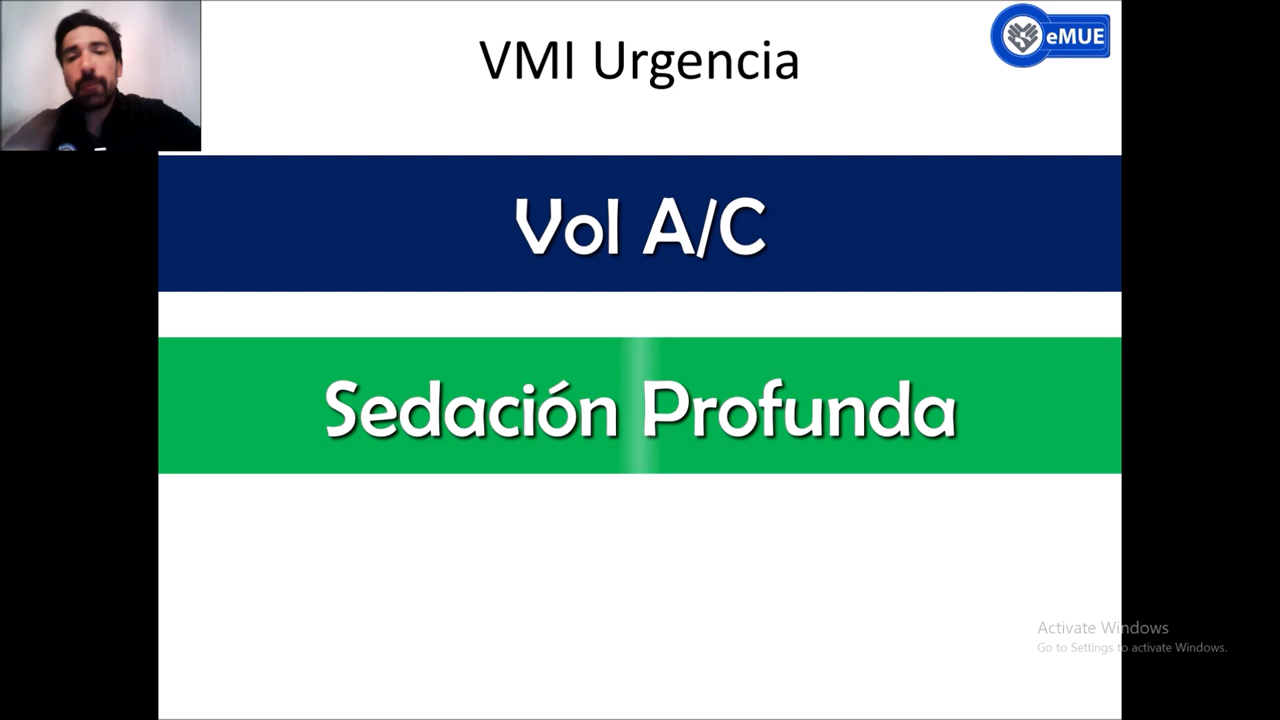 VMI Urgencia
eMUE
Vol A/C
Sedación Profunda
Activate Windows
Go to Settings to activate Windows.